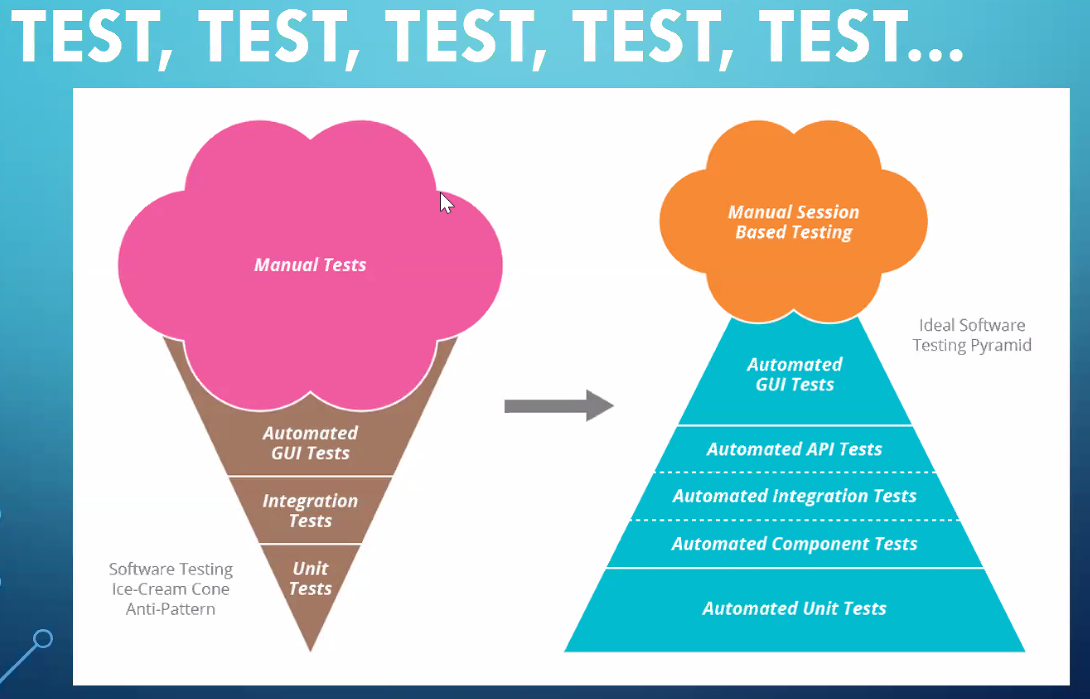 TEST, TEST, TEST, TEST, TEST...
Manual Tests
Automated
GUI Tests
Integration
Tests
Unit
Tests
Software Testing
Ice-Cream Cone
Anti-Pattern
Manual Session
Based Testing
Ideal Software
Testing Pyramid
Automated
GUI Tests
Automated API Tests
Automated Integration Tests
Automated Component Tests
Automated Unit Tests